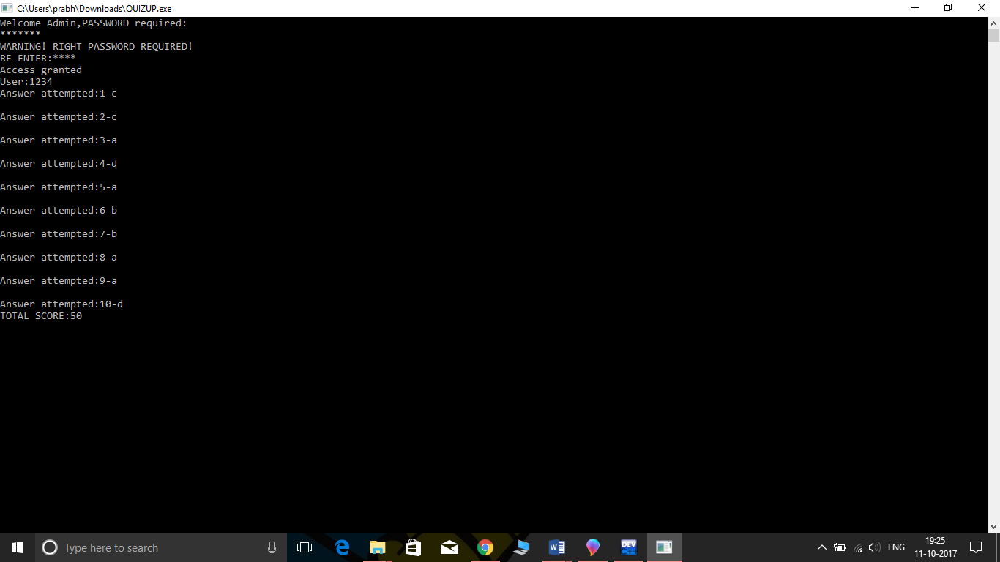 C:\Users\prabh\Downloads\QUIZUP.exe
Welcome Admin,PASSWORD required:
*******
WARNING! RIGHT PASSWORD REQUIRED!
RE-ENTER:****
Access granted
User:1234
Answer attempted:1-c
Answer attempted:2-c
Answer attempted:3-a
Answer attempted:4-d
Answer attempted:5-a
Answer attempted:6-b
Answer attempted:7-b
Answer attempted:8-a
Answer attempted:9-a
Answer attempted:10-d
TOTAL SCORE:50
Type here to search
DEV
C++
ENG
19:25
11-10-2017